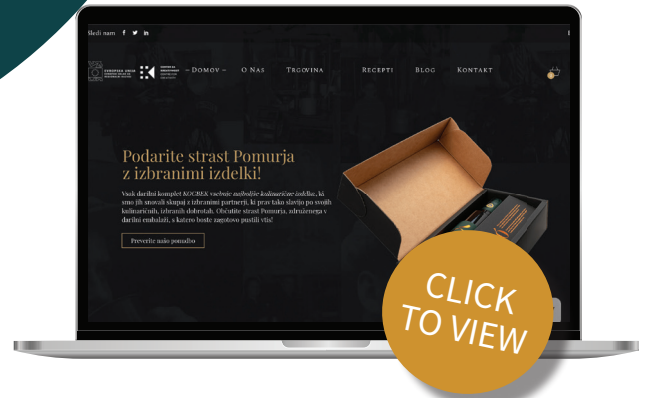 Sledi nam
– DOMOV –
O NAS
TRGOVINA
RECEPTI
BLOG
KONTAKT
Podarite strast Pomurja
z izbranimi izdelki!
Vsak darilni komplet KOCBEK vsebuje najboljše kulinarične izdelke, ki
smo jih snovali skupaj z izbranimi partnerji, ki prav tako slavijo po svojih
kulinaričnih, izbranih dobrotah. Občutite strast Pomurja, združenega v
darilni embalaži, s katero boste zagotovo pustili vtis!
Preverite našo ponudbo
CLICK
TO VIEW